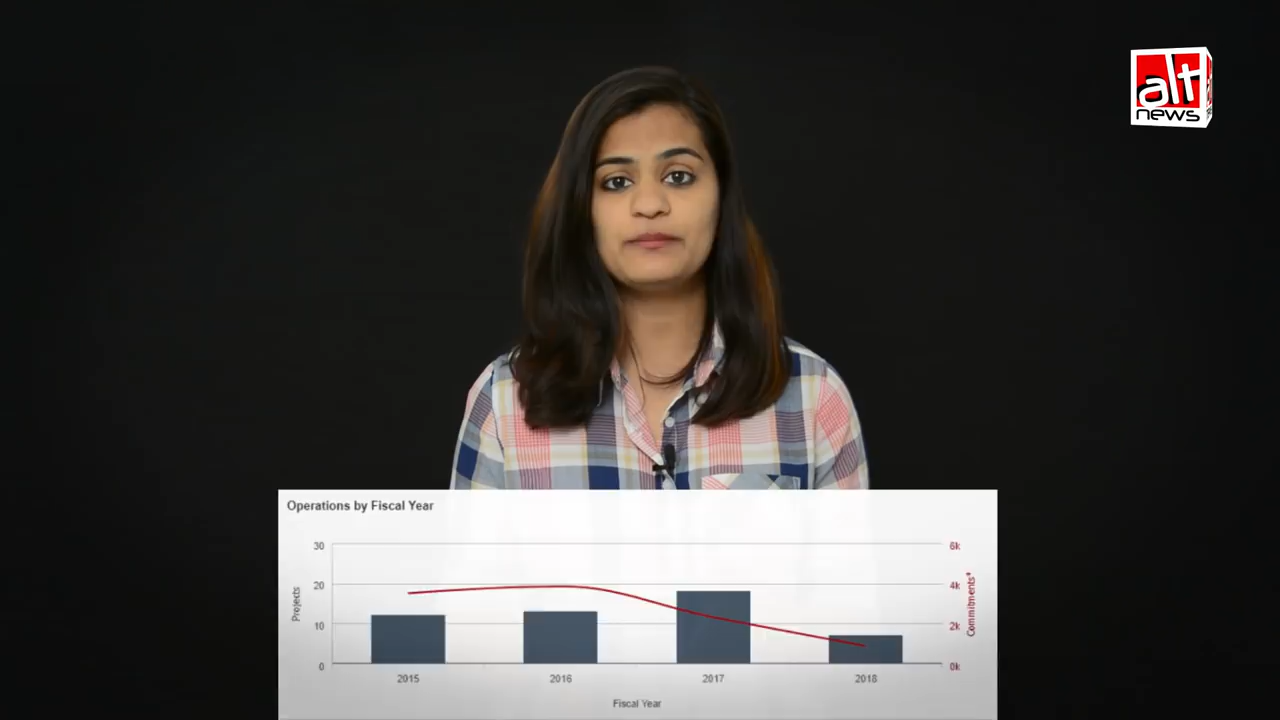 alt
news
Operations by Fiscal Year
30
20
10
0
Projects
6k
4k
2k
0k
Commitments*
2015
2016
2017
2018
Fiscal Year